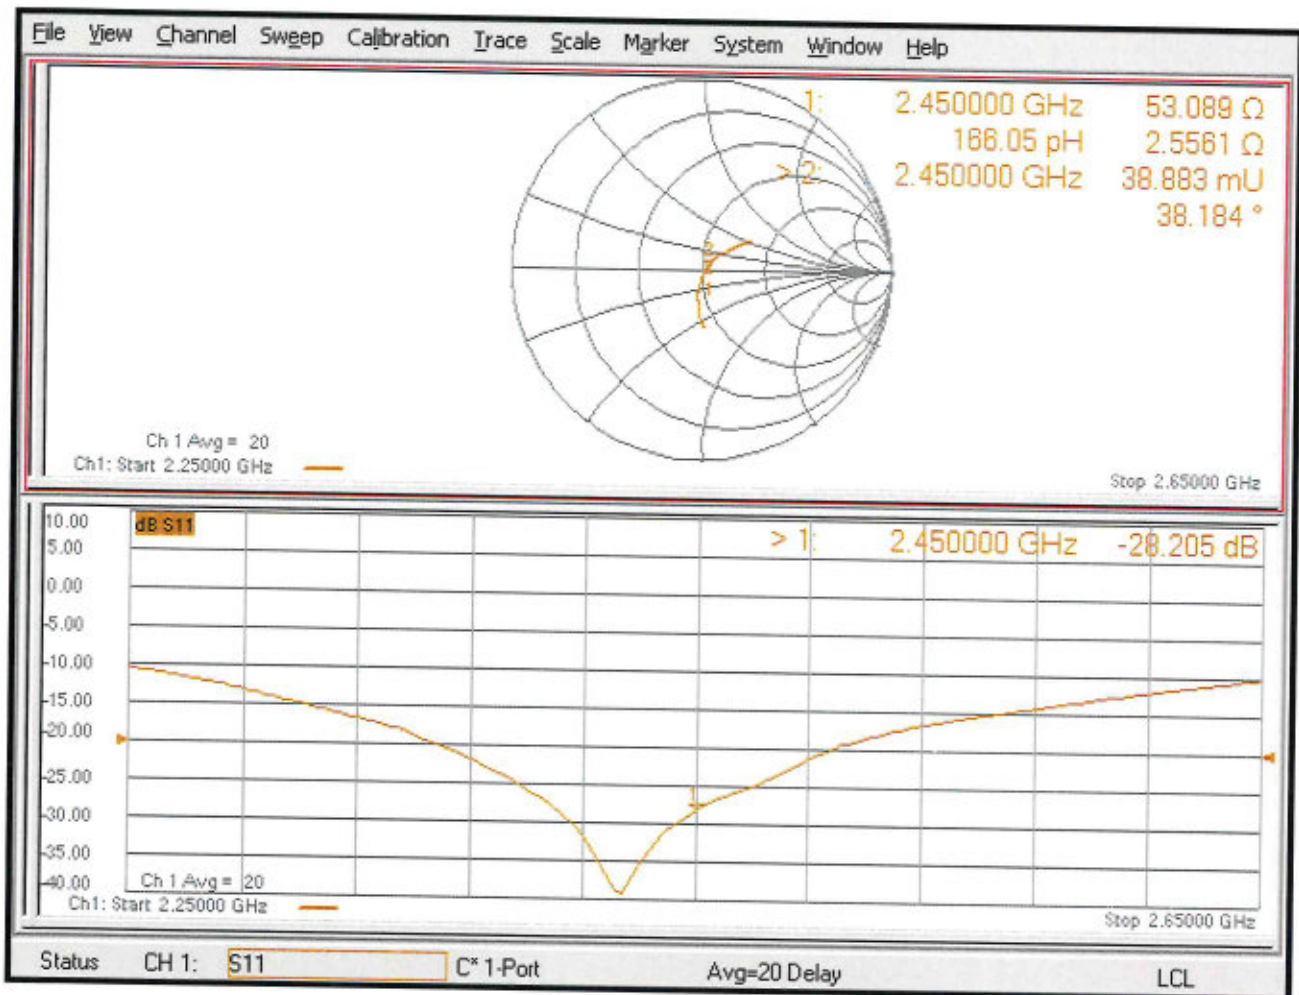 File View Channel Sweep Calibration Trace Scale Marker System Window Help
1: 2.450000 GHz 53.089 Ω
166.05 pH 2.5561 Ω
> 2: 2.450000 GHz 38.883 mU
38.184 °
2
1
Ch 1 Avg = 20
Ch1: Start 2.25000 GHz
Stop 2.65000 GHz
10.00
dB S11
> 1: 2.450000 GHz -28.205 dB
5.00
0.00
-5.00
-10.00
-15.00
-20.00
-25.00
1
-30.00
-35.00
-40.00
Ch 1 Avg = 20
Ch1: Start 2.25000 GHz
Stop 2.65000 GHz
Status CH 1: S11 C* 1-Port Avg=20 Delay LCL